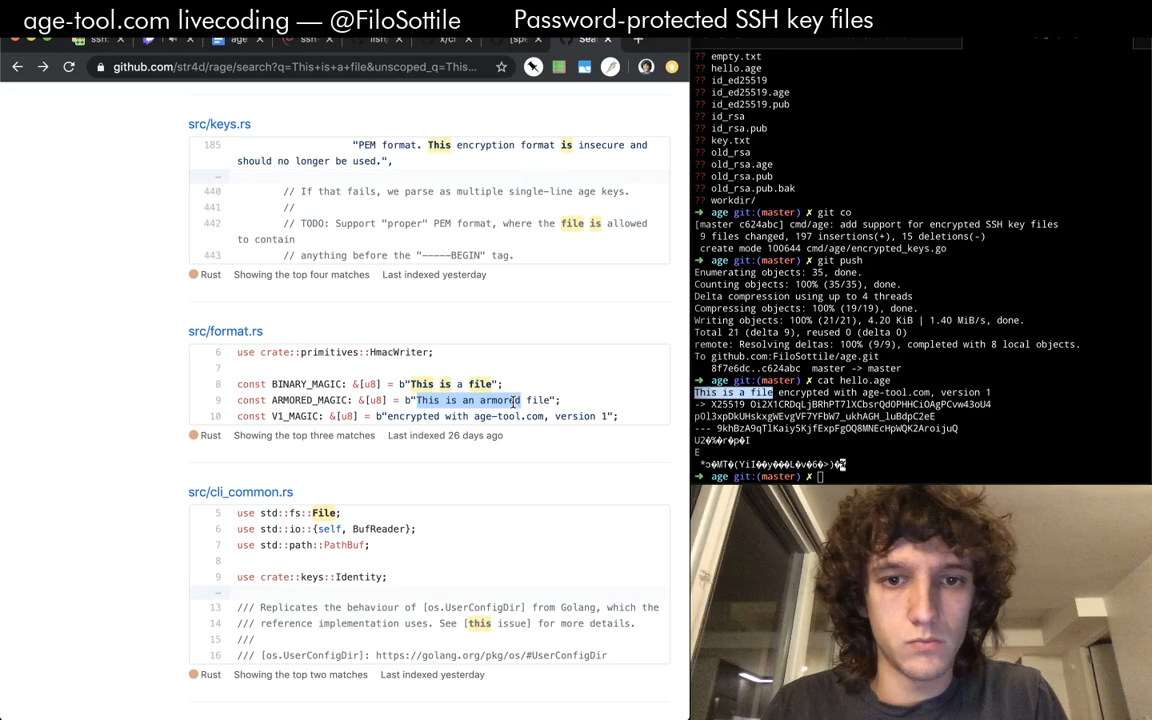 age-tool.com livecoding — @FiloSottile
Password-protected SSH key files
github.com/str4d/rage/search?q=This+is+a+file&unscoped_q=This...
src/keys.rs
185 "PEM format. This encryption format is insecure and
should no longer be used.",
…
440 // If that fails, we parse as multiple single-line age keys.
441 //
442 // TODO: Support "proper" PEM format, where the file is allowed
to contain
443 // anything before the "-----BEGIN" tag.
Rust Showing the top four matches Last indexed yesterday
src/format.rs
6 use crate::primitives::HmacWriter;
7
8 const BINARY_MAGIC: &[u8] = b"This is a file";
9 const ARMORED_MAGIC: &[u8] = b"This is an armored file";
10 const V1_MAGIC: &[u8] = b"encrypted with age-tool.com, version 1";
Rust Showing the top three matches Last indexed 26 days ago
src/cli_common.rs
5 use std::fs::File;
6 use std::io::{self, BufReader};
7 use std::path::PathBuf;
8
9 use crate::keys::Identity;
…
13 /// Replicates the behaviour of [os.UserConfigDir] from Golang, which the
14 /// reference implementation uses. See [this issue] for more details.
15 ///
16 /// [os.UserConfigDir]: https://golang.org/pkg/os/#UserConfigDir
Rust Showing the top two matches Last indexed yesterday
?? empty.txt
?? hello.age
?? id_ed25519
?? id_ed25519.age
?? id_ed25519.pub
?? id_rsa
?? id_rsa.pub
?? key.txt
?? old_rsa
?? old_rsa.age
?? old_rsa.pub
?? old_rsa.pub.bak
?? workdir/
➜ age git:(master) ✗ git co
[master c624abc] cmd/age: add support for encrypted SSH key files
9 files changed, 197 insertions(+), 15 deletions(-)
create mode 100644 cmd/age/encrypted_keys.go
➜ age git:(master) ✗ git push
Enumerating objects: 35, done.
Counting objects: 100% (35/35), done.
Delta compression using up to 4 threads
Compressing objects: 100% (19/19), done.
Writing objects: 100% (21/21), 4.20 KiB | 1.40 MiB/s, done.
Total 21 (delta 9), reused 0 (delta 0)
remote: Resolving deltas: 100% (9/9), completed with 8 local objects.
To github.com:FiloSottile/age.git
8f7e6dc..c624abc master -> master
➜ age git:(master) ✗ cat hello.age
This is a file encrypted with age-tool.com, version 1
-> X25519
---
E
➜ age git:(master) ✗